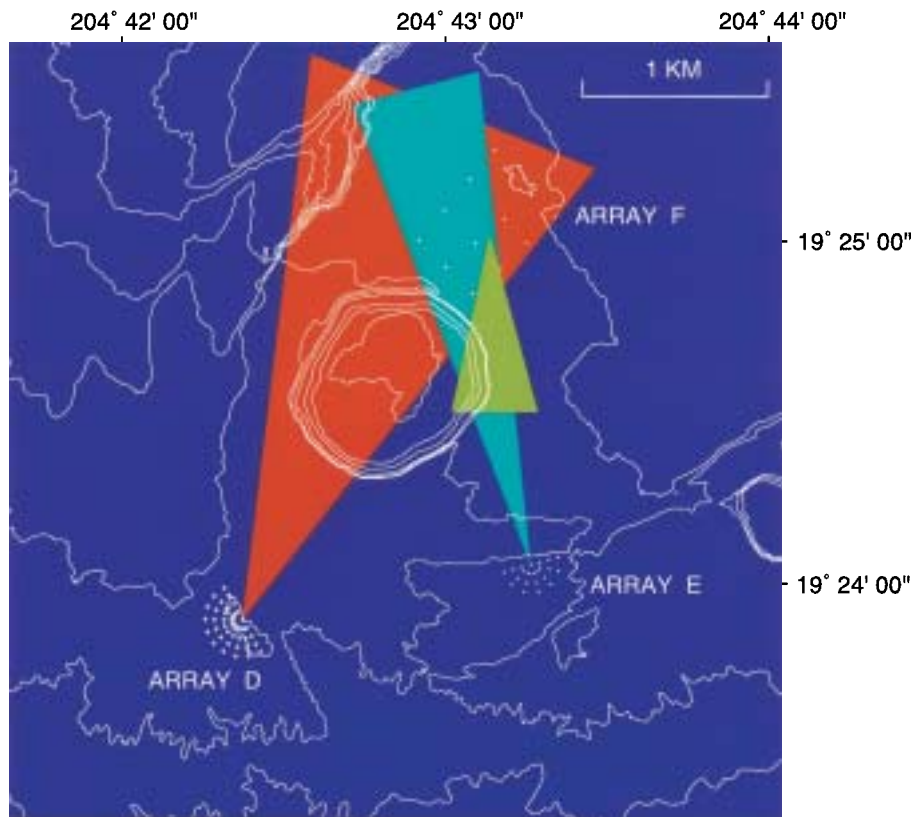 204° 42' 00" 204° 43' 00" 204° 44' 00"
1 KM
ARRAY F
19° 25' 00"
ARRAY E
19° 24' 00"
ARRAY D